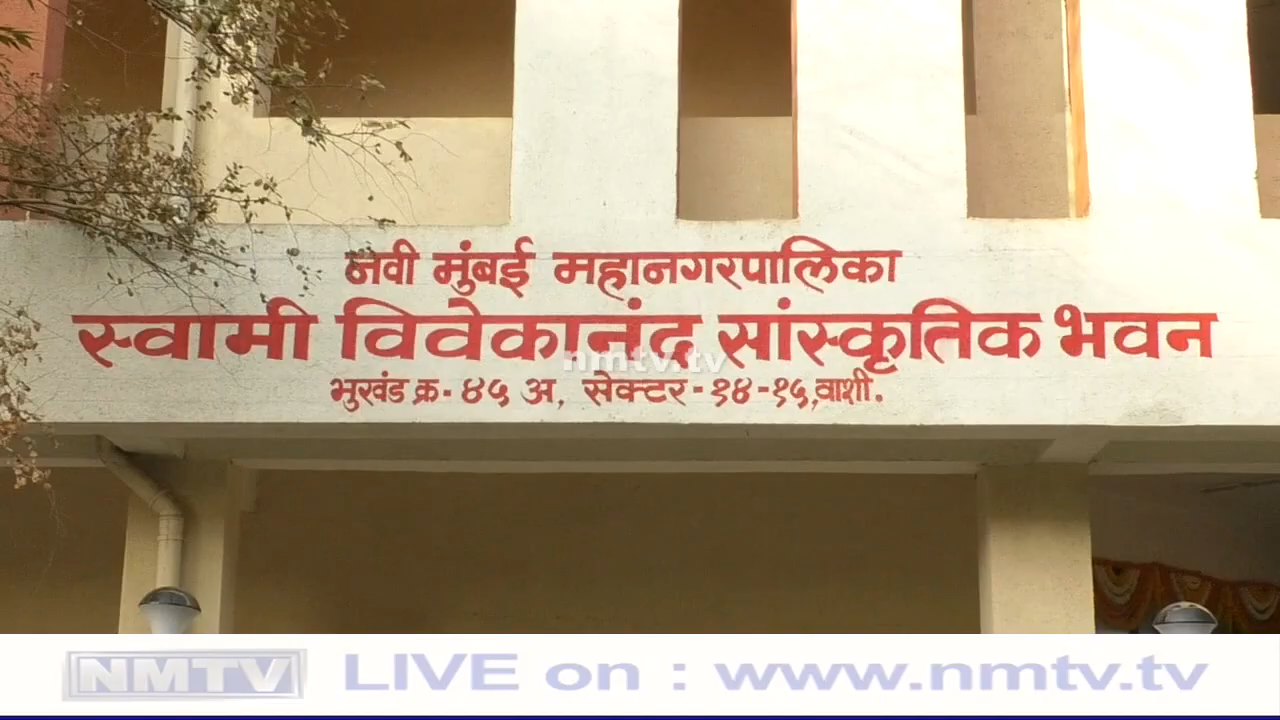 नवी मुंबई महानगरपालिका
स्वामी विवेकानंद सांस्कृतिक भवन
nmtv.tv
भुखंड क्र- ४५ अ, सेक्टर-१४-१५,वाशी.
NMTV LIVE on : www.nmtv.tv